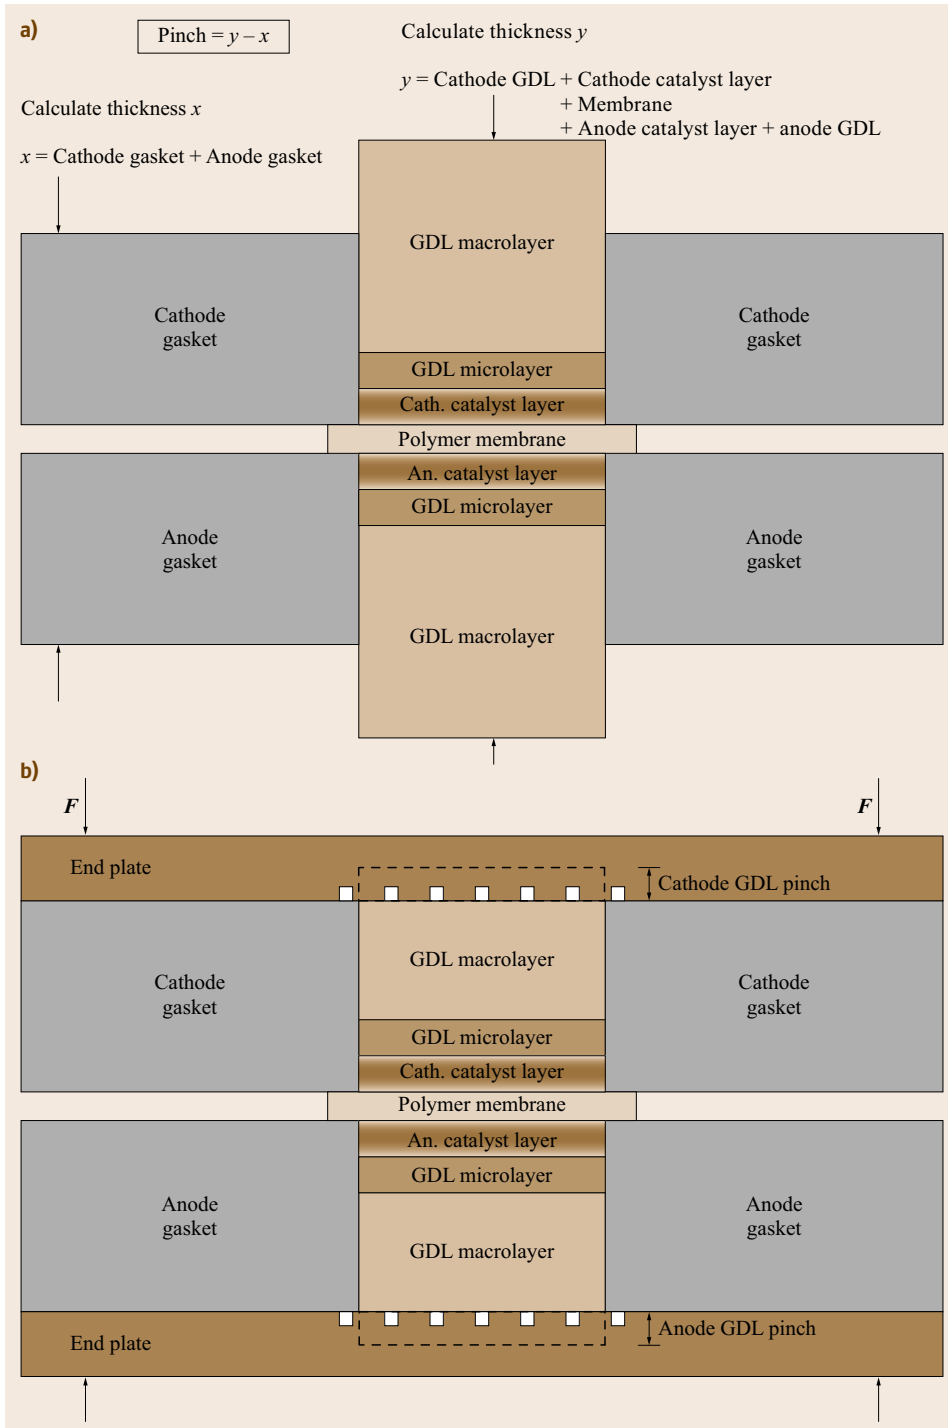 a)
Pinch = y – x
Calculate thickness y
y = Cathode GDL + Cathode catalyst layer
+ Membrane
+ Anode catalyst layer + anode GDL
Calculate thickness x
x = Cathode gasket + Anode gasket
GDL macrolayer
Cathode
gasket
Cathode
gasket
GDL microlayer
Cath. catalyst layer
Polymer membrane
An. catalyst layer
GDL microlayer
Anode
gasket
Anode
gasket
GDL macrolayer
b)
F
F
End plate
Cathode GDL pinch
GDL macrolayer
Cathode
gasket
Cathode
gasket
GDL microlayer
Cath. catalyst layer
Polymer membrane
An. catalyst layer
GDL microlayer
Anode
gasket
Anode
gasket
GDL macrolayer
Anode GDL pinch
End plate